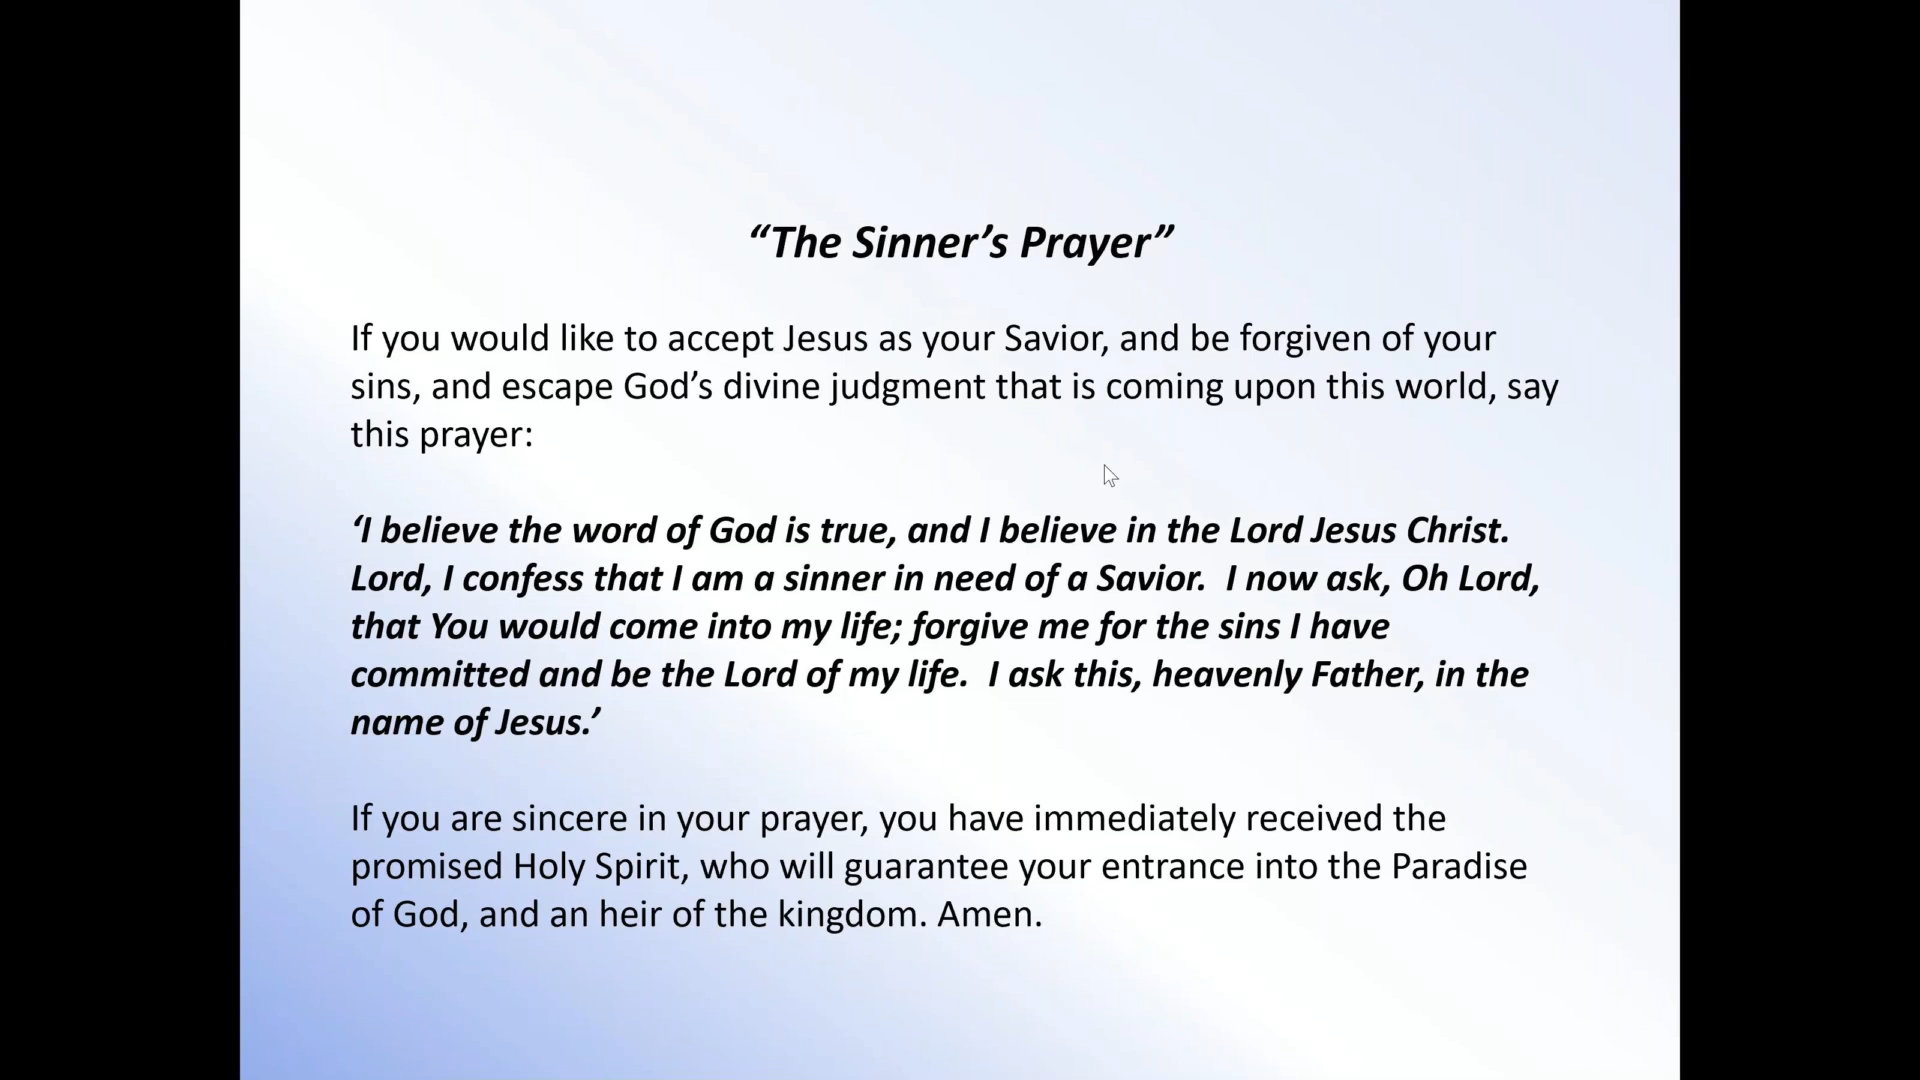 “The Sinner’s Prayer”
If you would like to accept Jesus as your Savior, and be forgiven of your
sins, and escape God’s divine judgment that is coming upon this world, say
this prayer:
‘I believe the word of God is true, and I believe in the Lord Jesus Christ.
Lord, I confess that I am a sinner in need of a Savior.  I now ask, Oh Lord,
that You would come into my life; forgive me for the sins I have
committed and be the Lord of my life.  I ask this, heavenly Father, in the
name of Jesus.’
If you are sincere in your prayer, you have immediately received the
promised Holy Spirit, who will guarantee your entrance into the Paradise
of God, and an heir of the kingdom. Amen.